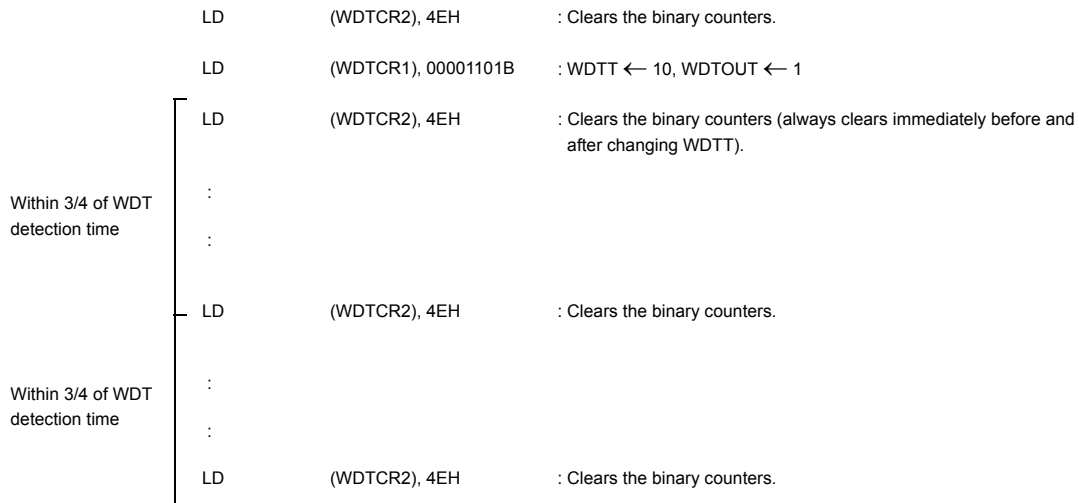 LD (WDTCR2), 4EH : Clears the binary counters.
LD (WDTCR1), 00001101B : WDTT ← 10, WDTOUT ← 1
LD (WDTCR2), 4EH : Clears the binary counters (always clears immediately before and
after changing WDTT).
Within 3/4 of WDT
detection time
:
:
LD (WDTCR2), 4EH : Clears the binary counters.
Within 3/4 of WDT
detection time
:
:
LD (WDTCR2), 4EH : Clears the binary counters.